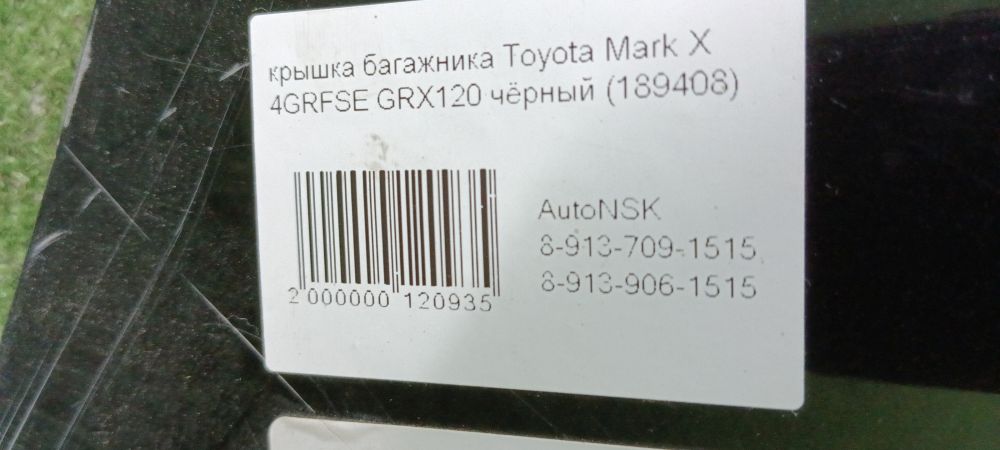 крышка багажника Toyota Mark X
4GRFSE GRX120 чёрный (189408)
AutoNSK
8-913-709-1515
8-913-906-1515
2 000000 120935